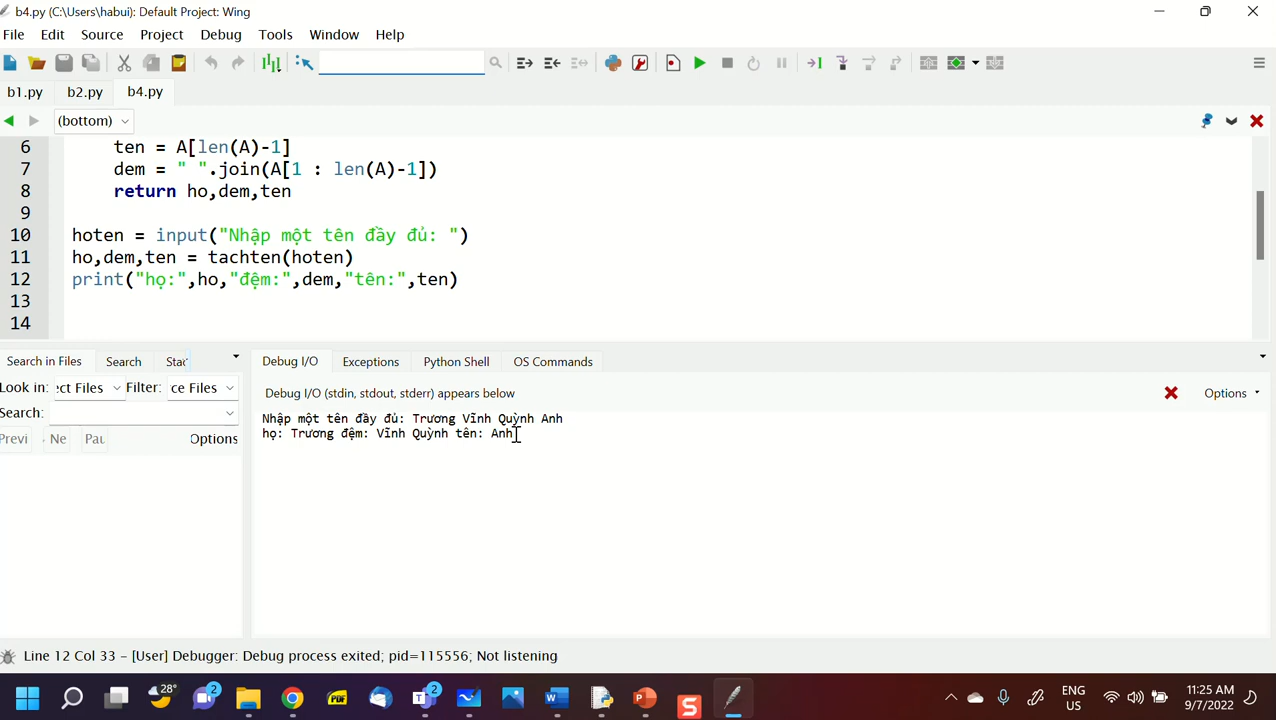 b4.py (C:\Users\habui): Default Project: Wing
File Edit Source Project Debug Tools Window Help
b1.py b2.py b4.py
(bottom)
6 ten = A[len(A)-1]
7 dem = " ".join(A[1 : len(A)-1])
8 return ho,dem,ten
9
10 hoten = input("Nhập một tên đầy đủ: ")
11 ho,dem,ten = tachten(hoten)
12 print("họ:",ho,"đệm:",dem,"tên:",ten)
13
14
Search in Files Search Stac
Debug I/O Exceptions Python Shell OS Commands
Look in: ect Files Filter: ce Files
Debug I/O (stdin, stdout, stderr) appears below Options
Search:
Nhập một tên đầy đủ: Trương Vĩnh Quỳnh Anh
họ: Trương đệm: Vĩnh Quỳnh tên: Anh
Previ Ne Pau Options
Line 12 Col 33 – [User] Debugger: Debug process exited; pid=115556; Not listening
28° 2 PDF 2 S
ENG US
11:25 AM
9/7/2022